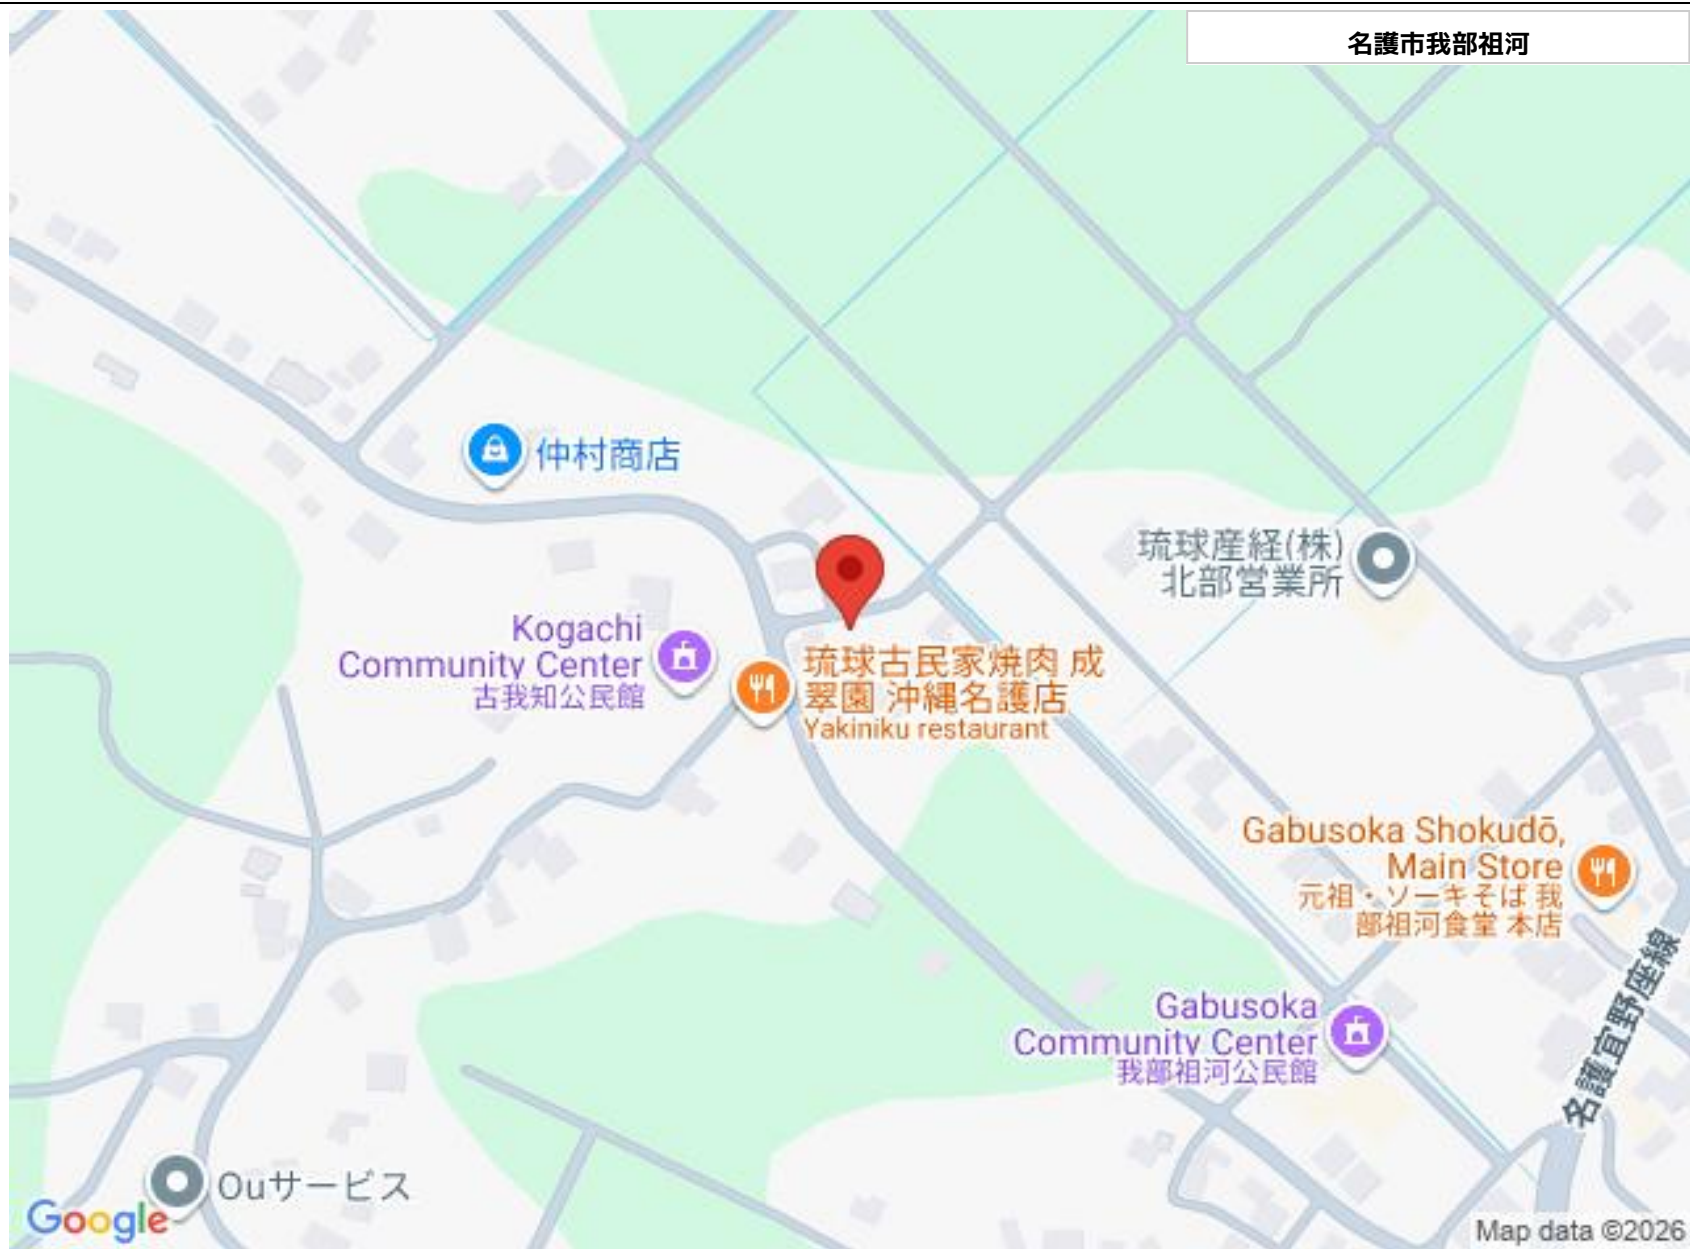 名護市我部祖河
仲村商店
琉球産経(株)
北部営業所
Kogachi
Community Center
古我知公民館
琉球古民家焼肉 成
翠園 沖縄名護店
Yakiniku restaurant
Gabusoka Shokudō,
Main Store
元祖・ソーキそば 我
部祖河食堂 本店
名護宜野座線
Gabusoka
Community Center
我部祖河公民館
Ouサービス
Google
Map data ©2026